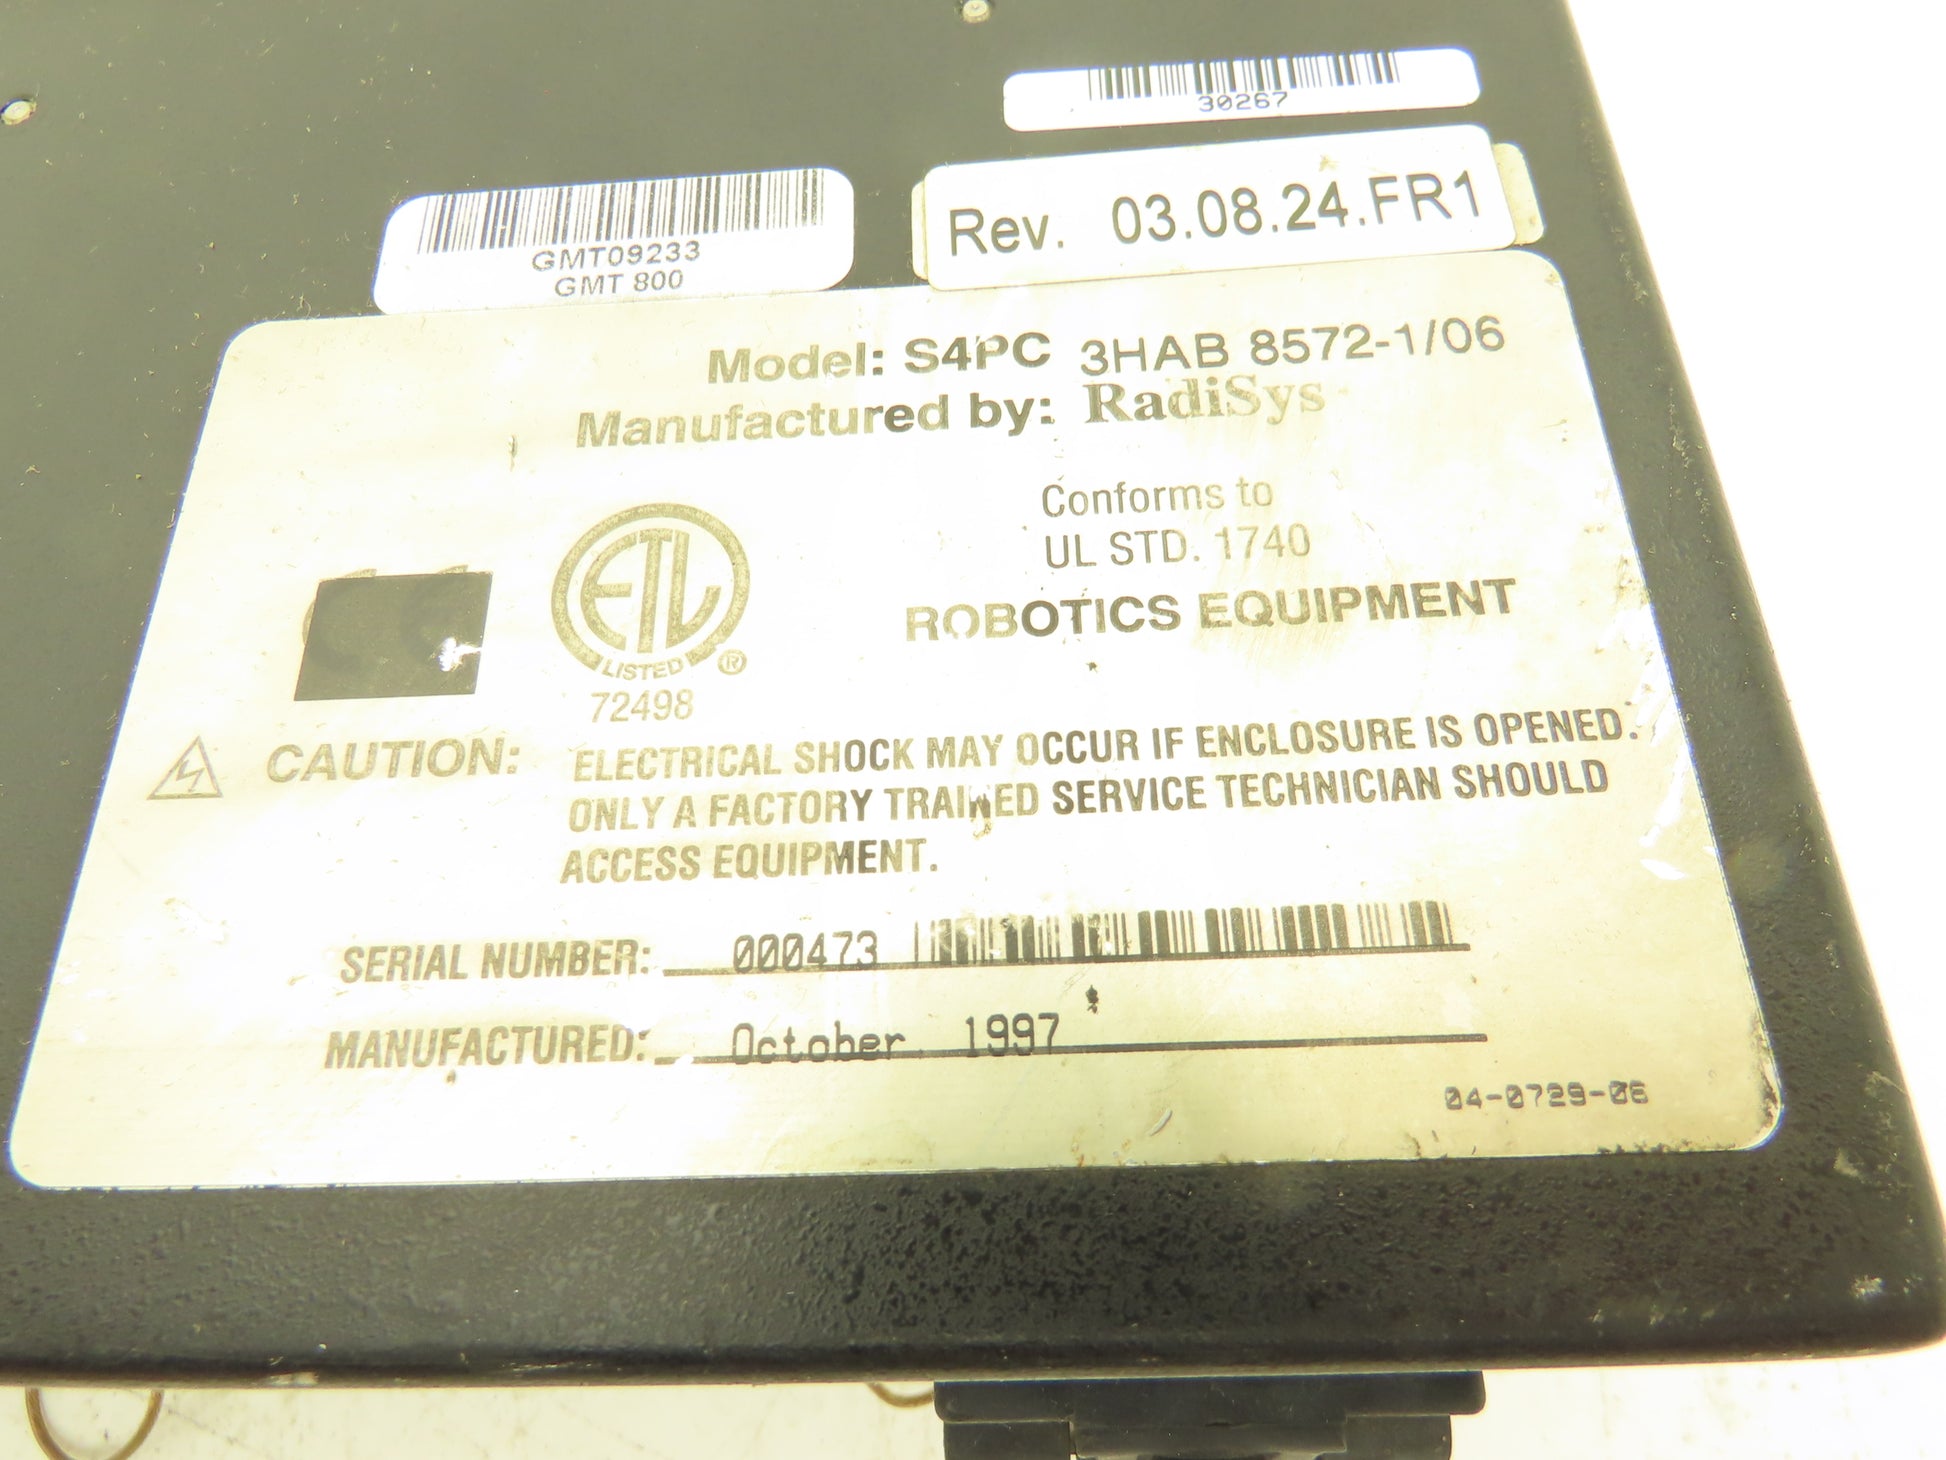 30267
Rev. 03.08.24.FR1
GMT09233
GMT 800
Model: S4PC 3HAB 8572-1/06
Manufactured by: RadiSys
Conforms to
UL STD. 1740
ROBOTICS EQUIPMENT
ETL
LISTED ®
72498
CAUTION: ELECTRICAL SHOCK MAY OCCUR IF ENCLOSURE IS OPENED.
ONLY A FACTORY TRAINED SERVICE TECHNICIAN SHOULD
ACCESS EQUIPMENT.
SERIAL NUMBER: 000473
MANUFACTURED: October 1997
04-0729-06